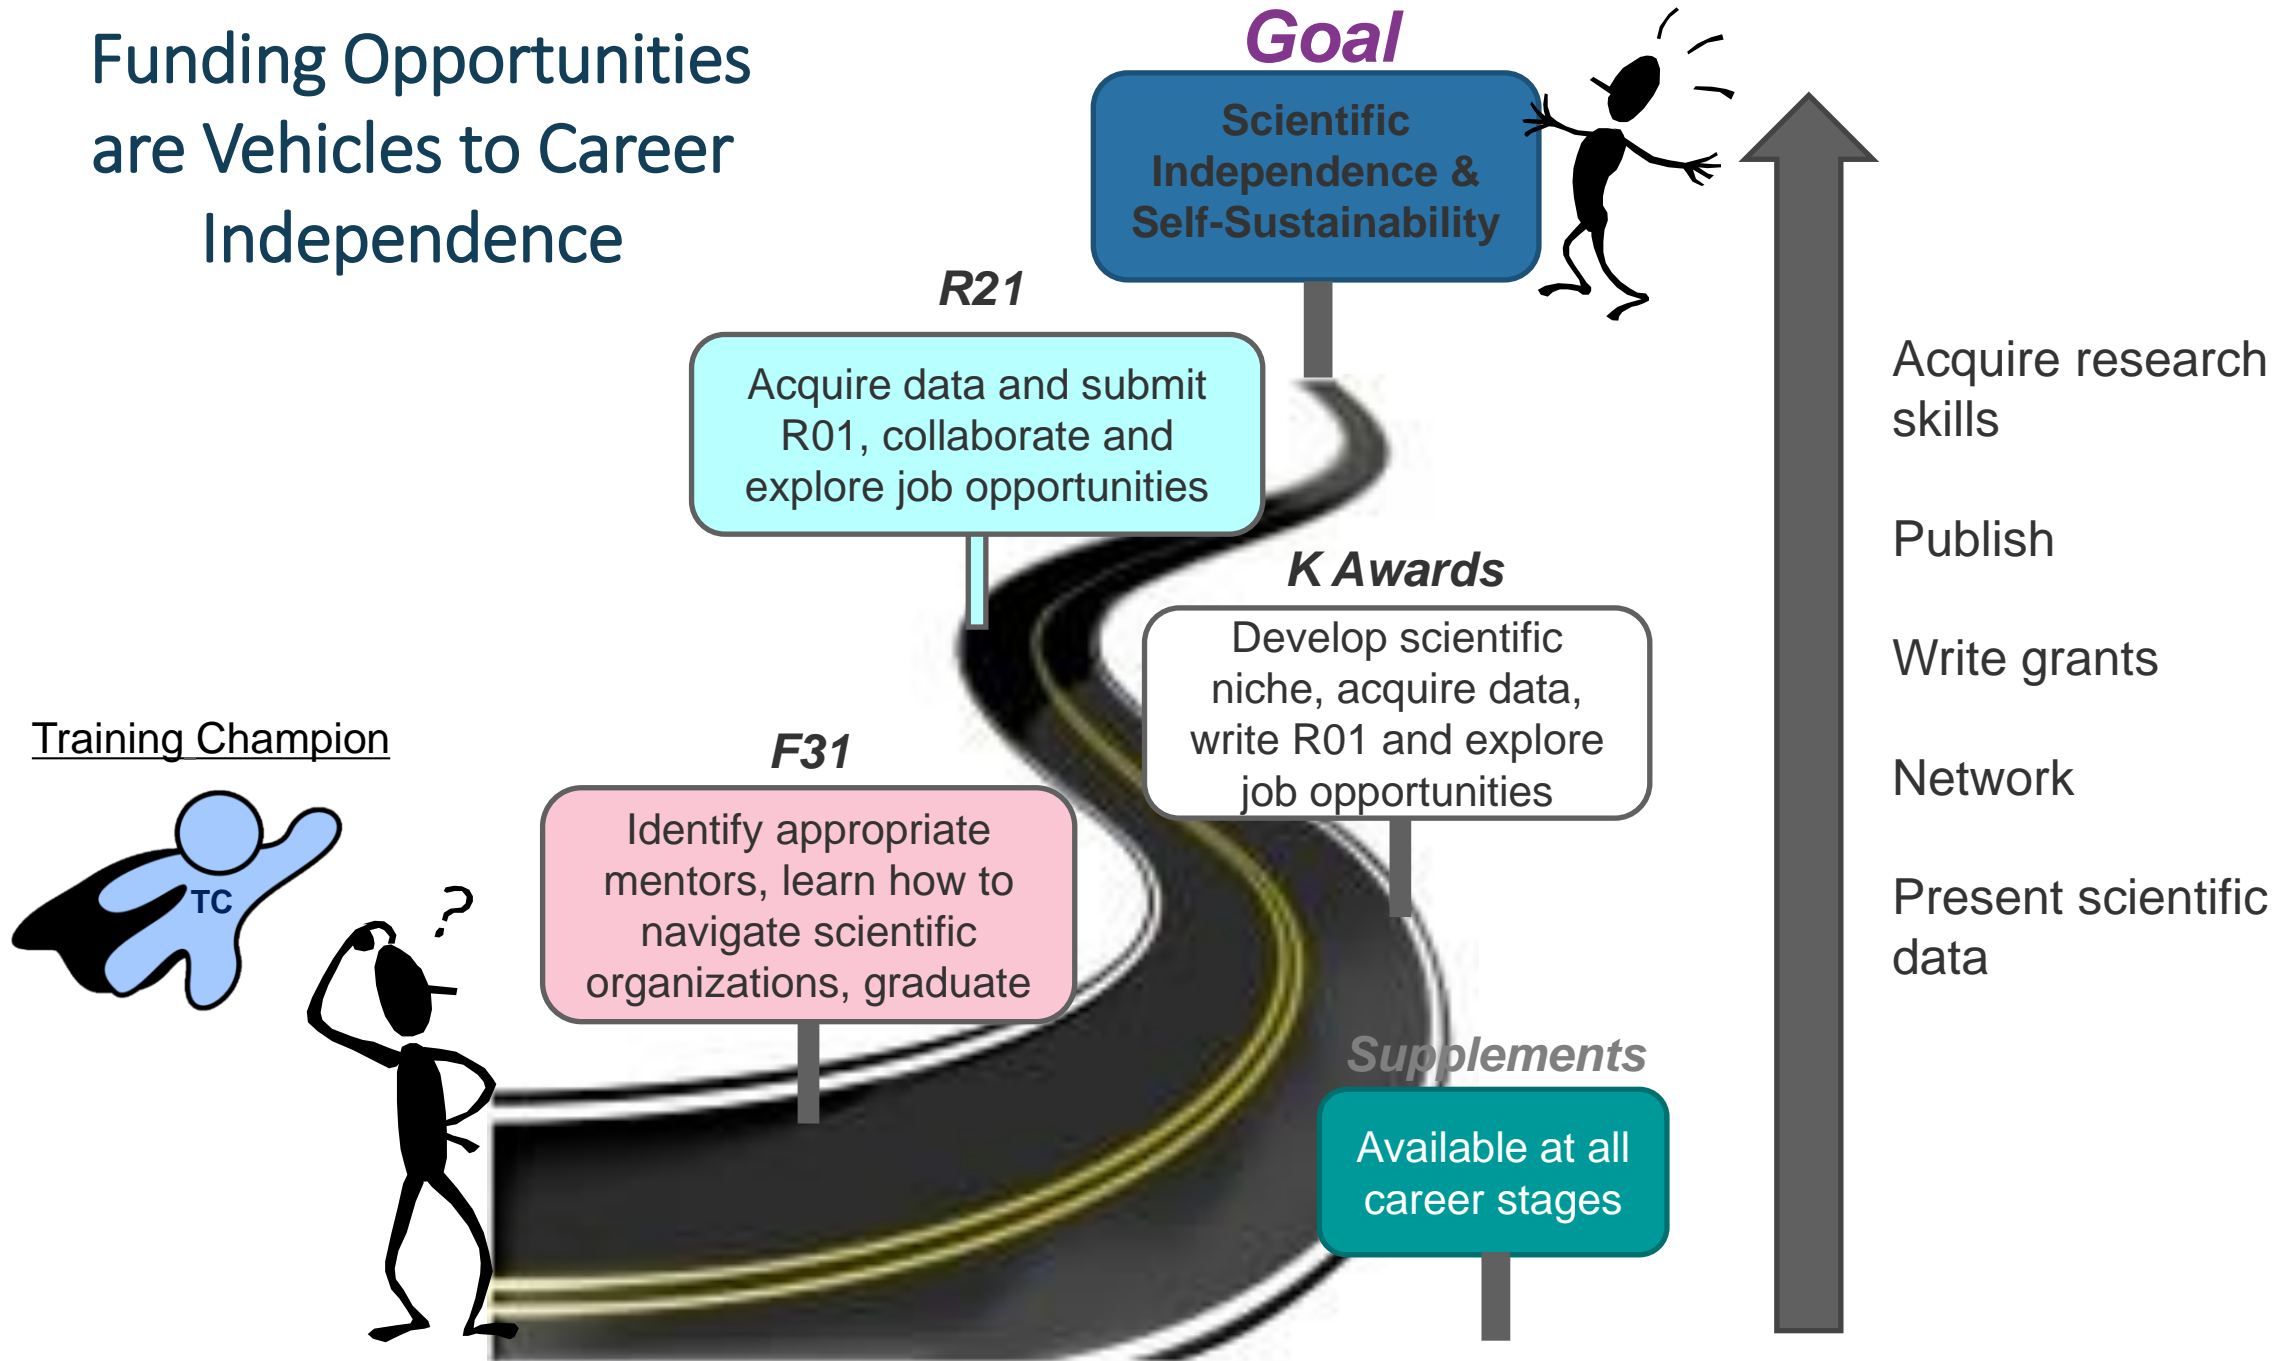 Funding Opportunities
are Vehicles to Career
Independence
Goal
Scientific
Independence &
Self-Sustainability
R21
Acquire data and submit
R01, collaborate and
explore job opportunities
K Awards
Develop scientific
niche, acquire data,
write R01 and explore
job opportunities
Training Champion
TC
?
F31
Identify appropriate
mentors, learn how to
navigate scientific
organizations, graduate
Supplements
Available at all
career stages
Acquire research
skills
Publish
Write grants
Network
Present scientific
data